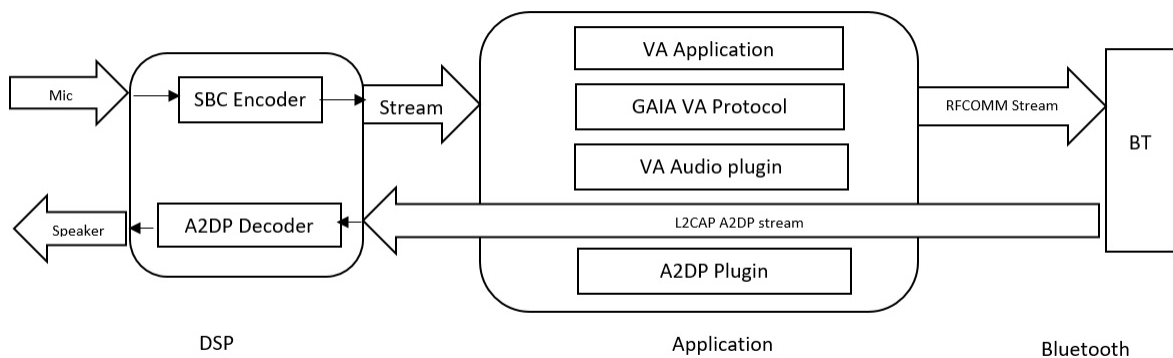 VA Application
Mic
SBC Encoder
Stream
GAIA VA Protocol
RFCOMM Stream
BT
VA Audio plugin
Speaker
A2DP Decoder
L2CAP A2DP stream
A2DP Plugin
DSP
Application
Bluetooth